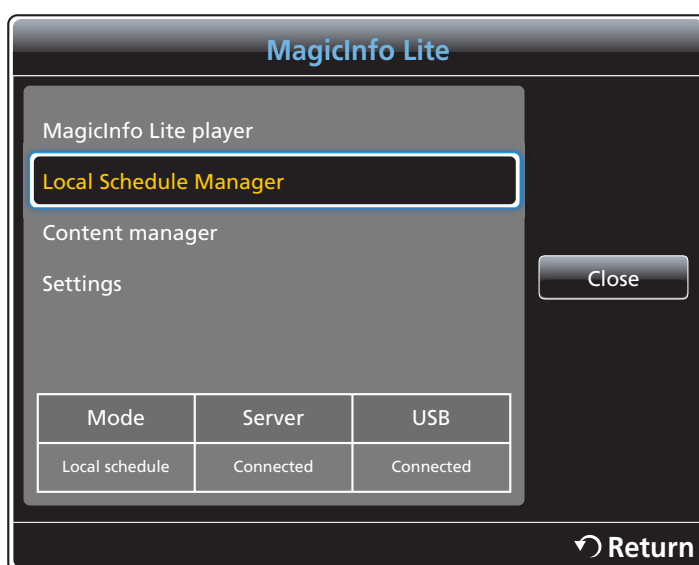 MagicInfo Lite
MagicInfo Lite player
Local Schedule Manager
Content manager
Settings
Close
Mode Server USB
Local schedule Connected Connected
Return